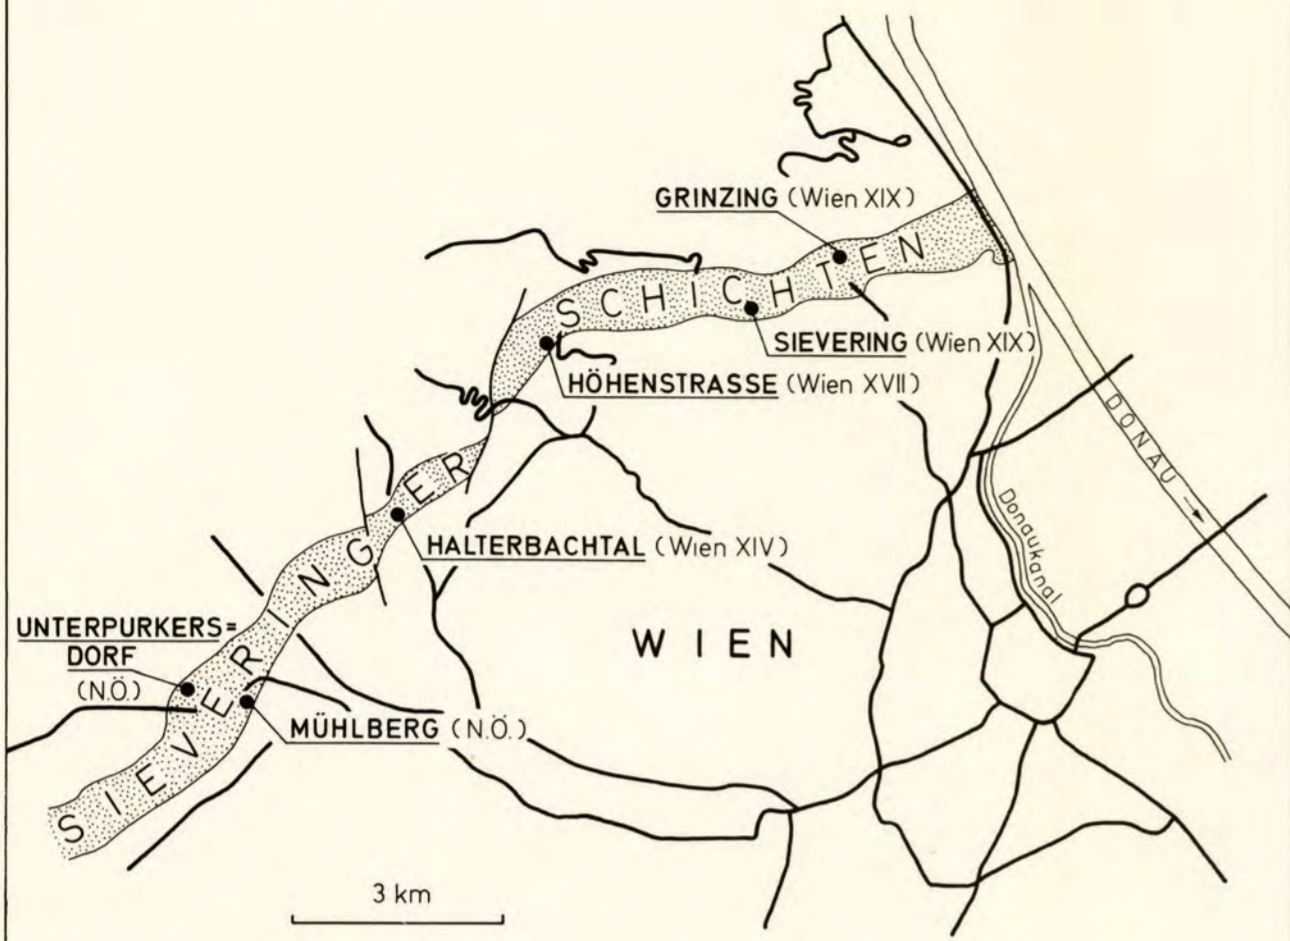 GRINZING (Wien XIX)
SIEVERINGER SCHICHTEN
SIEVERING (Wien XIX)
HÖHENSTRASSE (Wien XVII)
DONAU
Donaukanal
HALTERBACHTAL (Wien XIV)
WIEN
UNTERPURKERS=
DORF
(N.Ö.)
MÜHLBERG (N.Ö.)
3 km